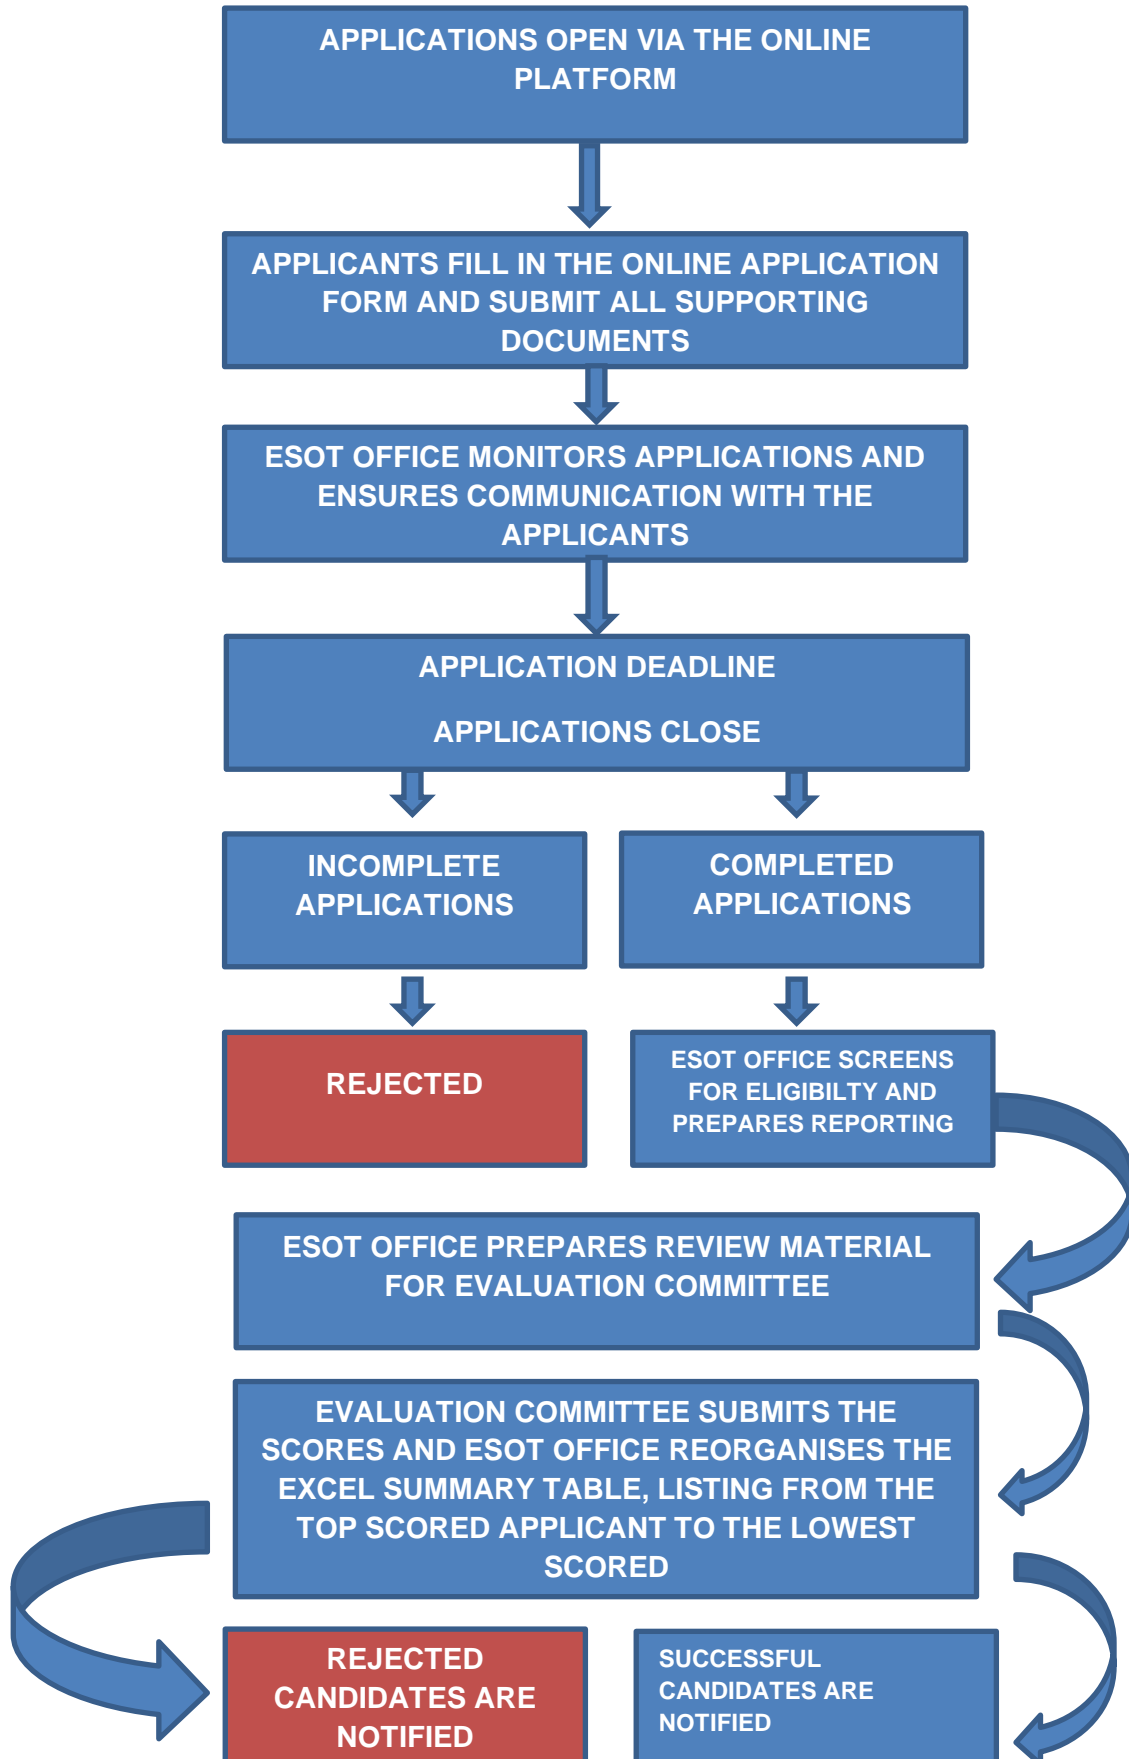 APPLICATIONS OPEN VIA THE ONLINE
PLATFORM
APPLICANTS FILL IN THE ONLINE APPLICATION
FORM AND SUBMIT ALL SUPPORTING
DOCUMENTS
ESOT OFFICE MONITORS APPLICATIONS AND
ENSURES COMMUNICATION WITH THE
APPLICANTS
APPLICATION DEADLINE
APPLICATIONS CLOSE
INCOMPLETE
APPLICATIONS
COMPLETED
APPLICATIONS
REJECTED
ESOT OFFICE SCREENS
FOR ELIGIBILTY AND
PREPARES REPORTING
ESOT OFFICE PREPARES REVIEW MATERIAL
FOR EVALUATION COMMITTEE
EVALUATION COMMITTEE SUBMITS THE
SCORES AND ESOT OFFICE REORGANISES THE
EXCEL SUMMARY TABLE, LISTING FROM THE
TOP SCORED APPLICANT TO THE LOWEST
SCORED
REJECTED
CANDIDATES ARE
NOTIFIED
SUCCESSFUL
CANDIDATES ARE
NOTIFIED